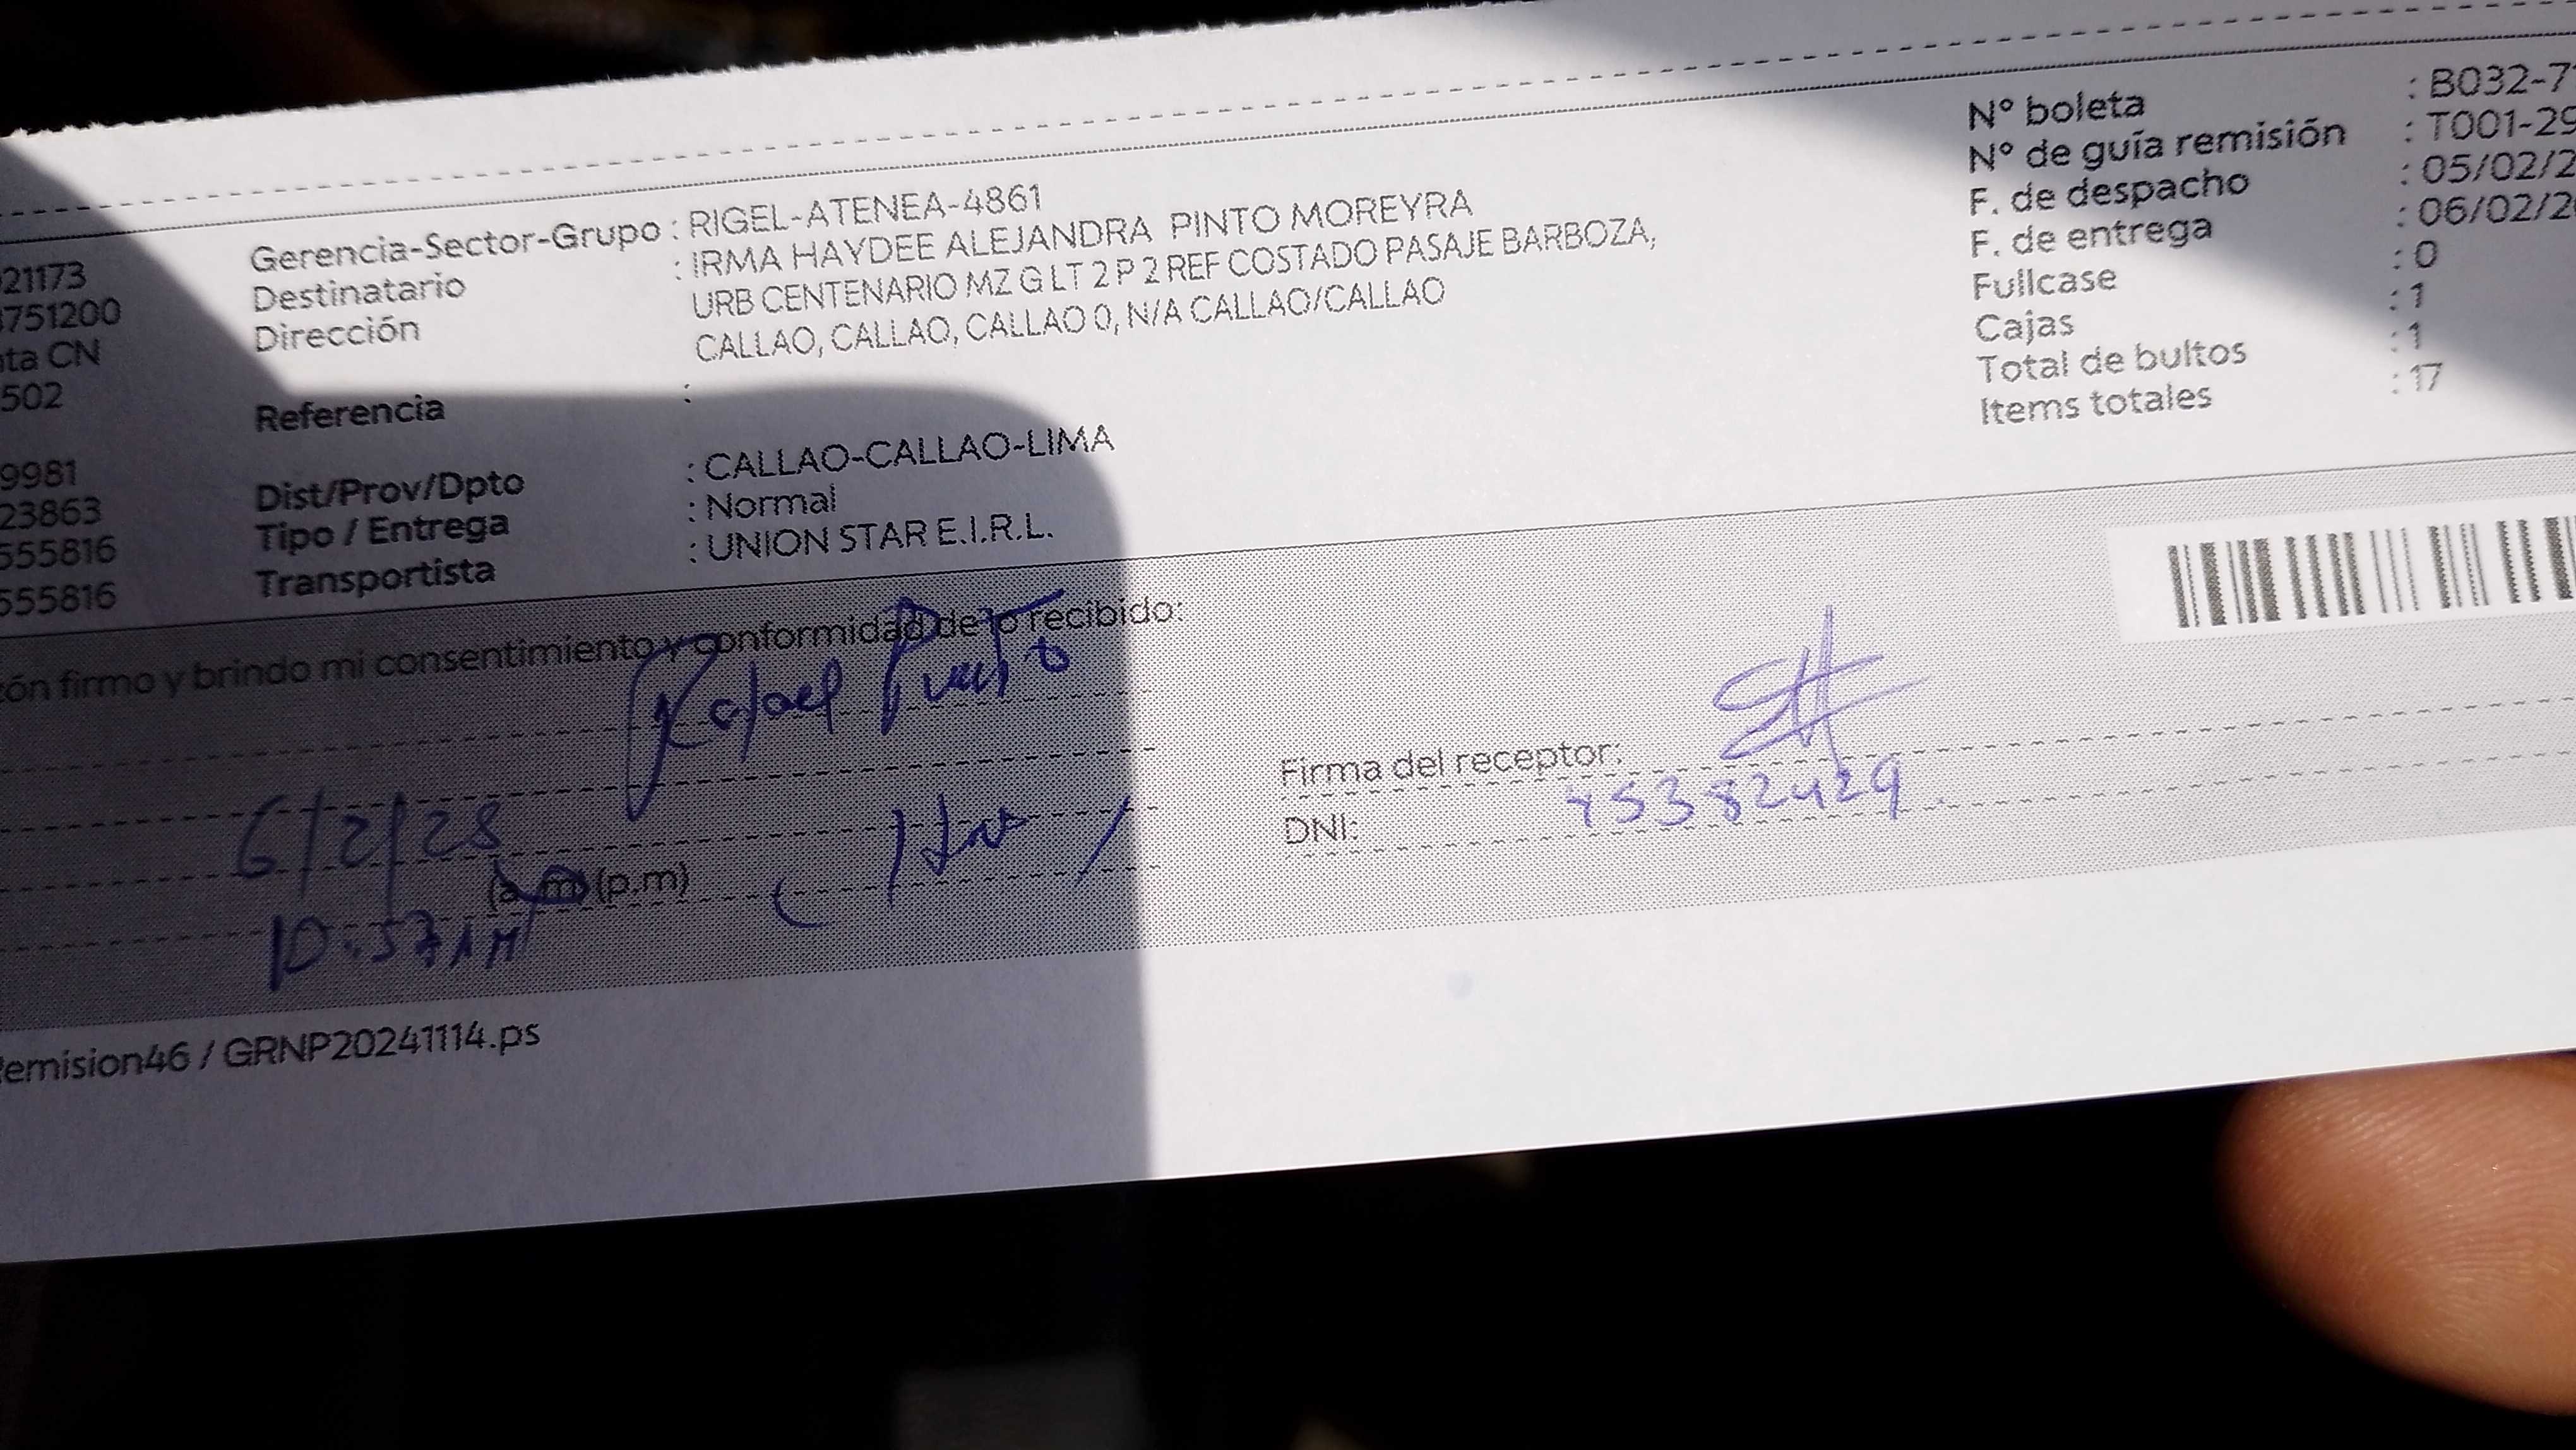 21173
751200
ta CN
502
9981
23863
555816
555816
Gerencia-Sector-Grupo : RIGEL-ATENEA-4861
Destinatario : IRMA HAYDEE ALEJANDRA PINTO MOREYRA
Dirección URB CENTENARIO MZ G LT 2 P 2 REF COSTADO PASAJE BARBOZA,
CALLAO, CALLAO, CALLAO 0, N/A CALLAO/CALLAO
Referencia :
Dist/Prov/Dpto : CALLAO-CALLAO-LIMA
Tipo / Entrega : Normal
Transportista : UNION STAR E.I.R.L.
N° boleta : B032-7
N° de guía remisión : T001-29
F. de despacho : 05/02/2
F. de entrega : 06/02/2
Fullcase : 0
Cajas : 1
Total de bultos : 1
Items totales : 17
firmo y brindo mi consentimiento y conformidad de lo recibido:
Rafael
6/2/
(a.m) (p.m)
10:57 AM
Firma del receptor:
DNI: 45382429
emision46 / GRNP20241114.ps